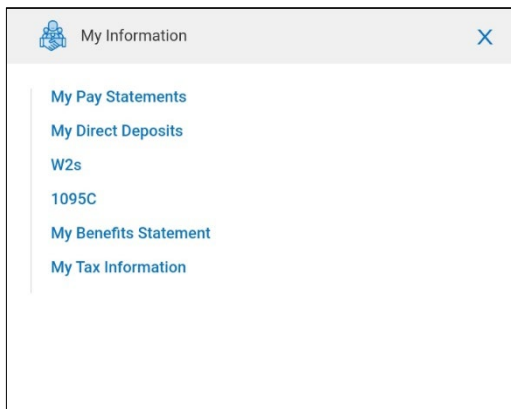 My Information
X
My Pay Statements
My Direct Deposits
W2s
1095C
My Benefits Statement
My Tax Information